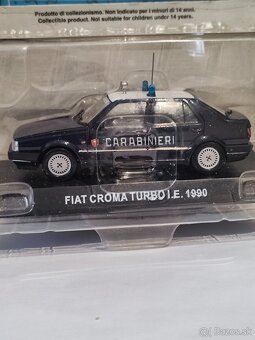 Prodotto di collezionismo. Non indicato per i minori di 14 anni.
Collectible product. Not suitable for children under 14 years.
CARABINIERI
FIAT CROMA TURBO I.E. 1990
Bazos.sk